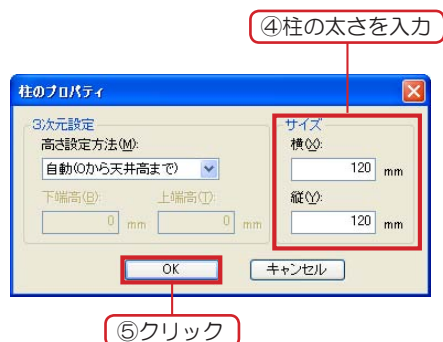 ④柱の太さを入力
柱のプロパティ
3次元設定
高さ設定方法(M):
自動(0から天井高まで)
下端高(B): 上端高(T):
0 mm 0 mm
サイズ
横(X):
120 mm
縦(Y):
120 mm
OK キャンセル
⑤クリック